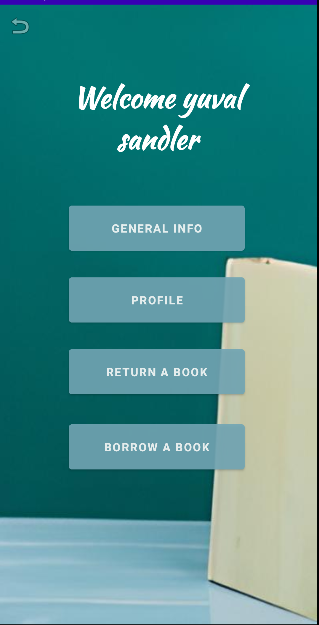 Welcome yuval
sandler
GENERAL INFO
PROFILE
RETURN A BOOK
BORROW A BOOK